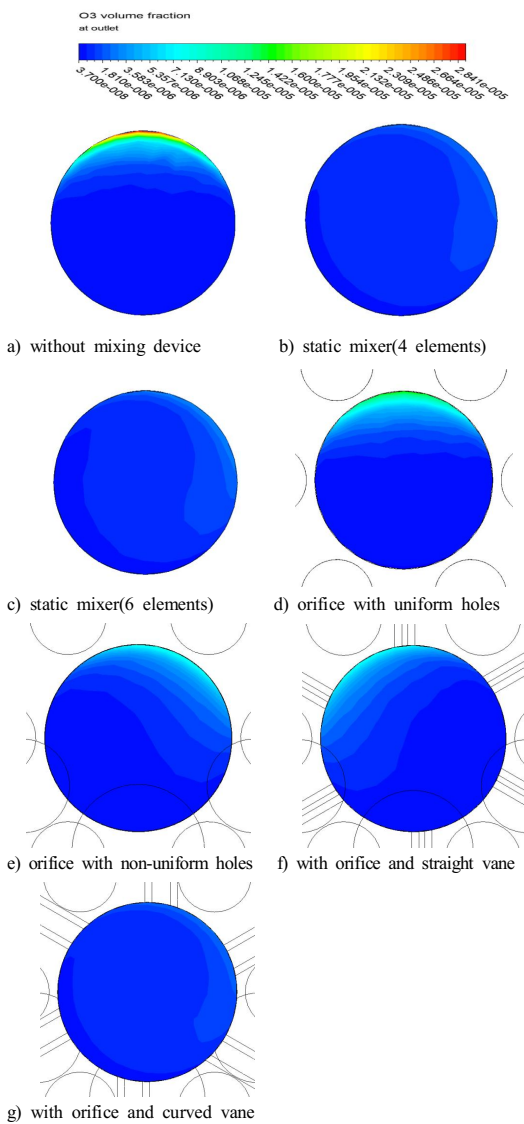 O3 volume fraction
at outlet
3.700e-008 1.810e-006 3.583e-006 5.357e-006 7.130e-006 8.903e-006 1.068e-005 1.245e-005 1.422e-005 1.600e-005 1.777e-005 1.954e-005 2.132e-005 2.309e-005 2.486e-005 2.664e-005 2.841e-005
a) without mixing device b) static mixer(4 elements)
c) static mixer(6 elements) d) orifice with uniform holes
e) orifice with non-uniform holes f) with orifice and straight vane
g) with orifice and curved vane